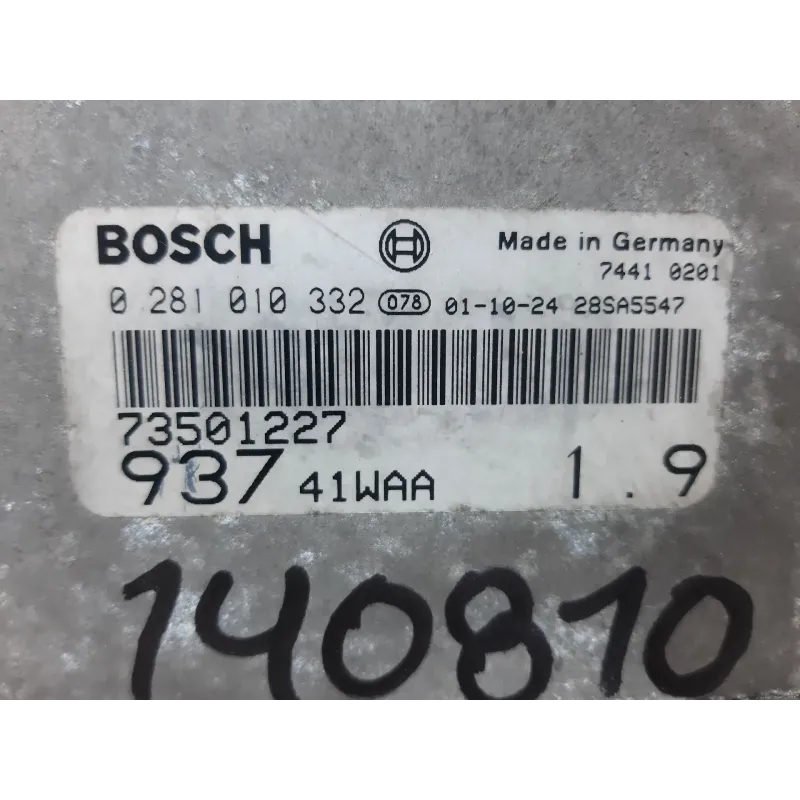 BOSCH Made in Germany
7441 0201
0 281 010 332 078 01-10-24 28SA5547
73501227
937 41WAA 1.9
140810